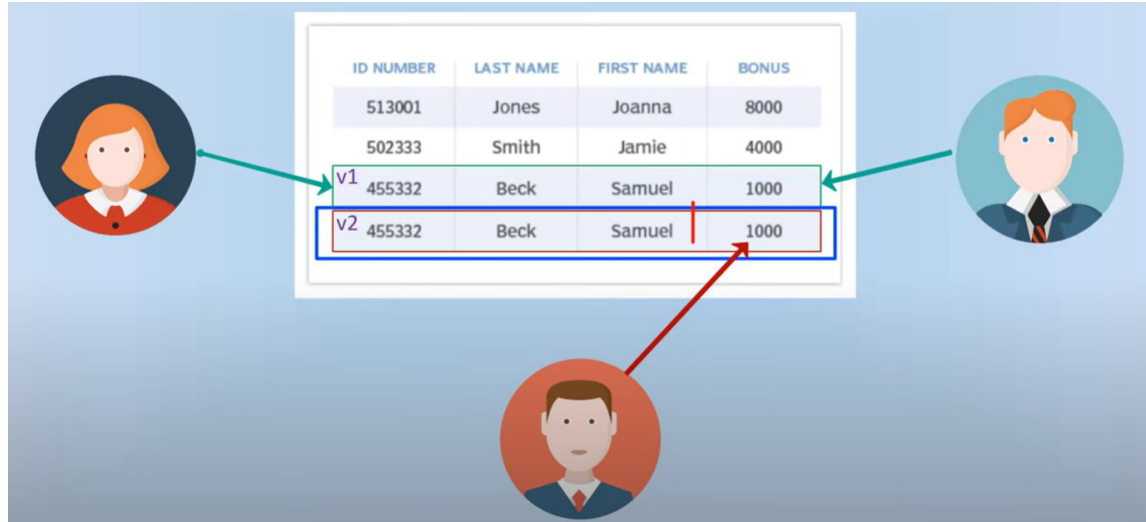 ID NUMBER LAST NAME FIRST NAME BONUS
513001 Jones Joanna 8000
502333 Smith Jamie 4000
v1 455332 Beck Samuel 1000
v2 455332 Beck Samuel 1000